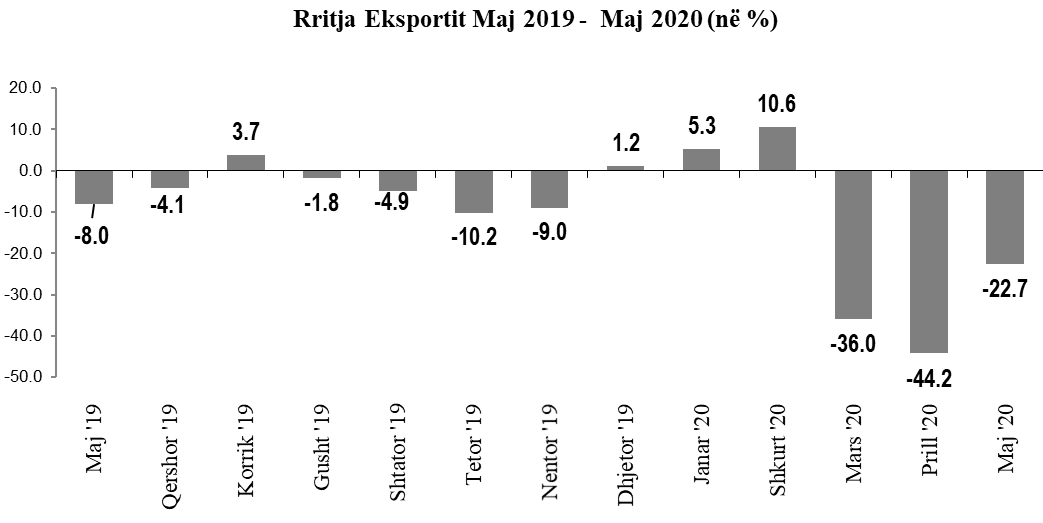 Rritja Eksportit Maj 2019 - Maj 2020 (në %)
20.0
10.0
0.0
-10.0
-20.0
-30.0
-40.0
-50.0
-8.0
-4.1
3.7
-1.8
-4.9
-10.2
-9.0
1.2
5.3
10.6
-36.0
-44.2
-22.7
Maj '19
Qershor '19
Korrik '19
Gusht '19
Shtator '19
Tetor '19
Nentor '19
Dhjetor '19
Janar '20
Shkurt '20
Mars '20
Prill '20
Maj '20